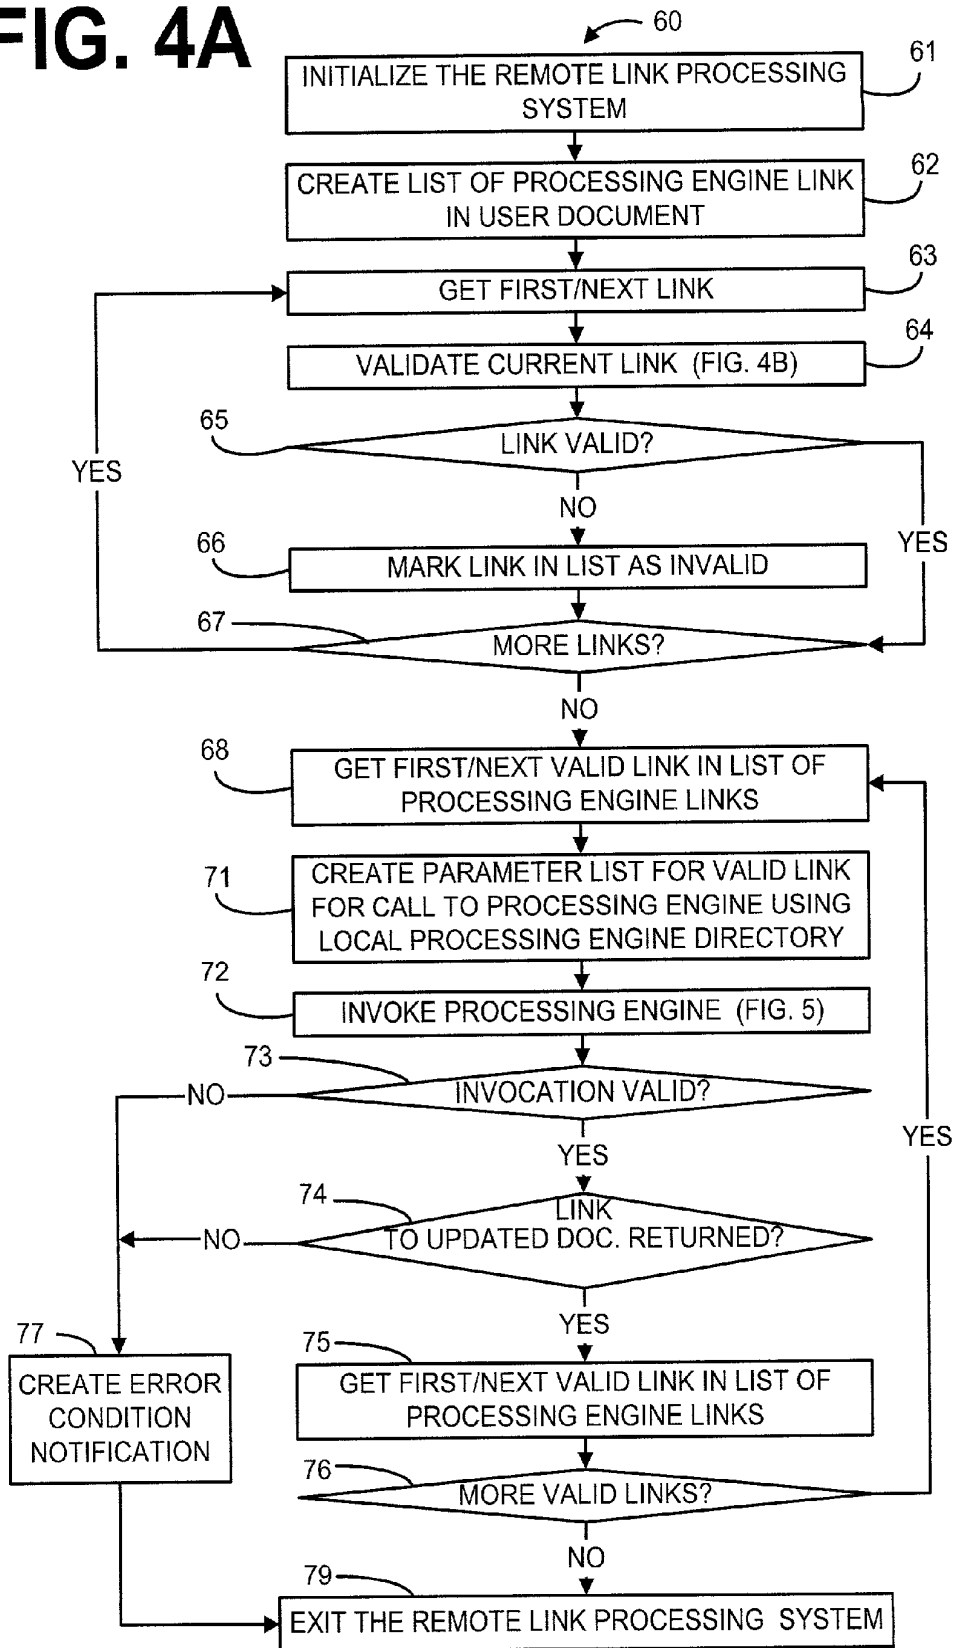 FIG. 4A
60
INITIALIZE THE REMOTE LINK PROCESSING
SYSTEM
61
CREATE LIST OF PROCESSING ENGINE LINK
IN USER DOCUMENT
62
GET FIRST/NEXT LINK
63
VALIDATE CURRENT LINK (FIG. 4B)
64
65
LINK VALID?
YES
NO
YES
66
MARK LINK IN LIST AS INVALID
67
MORE LINKS?
NO
68
GET FIRST/NEXT VALID LINK IN LIST OF
PROCESSING ENGINE LINKS
71
CREATE PARAMETER LIST FOR VALID LINK
FOR CALL TO PROCESSING ENGINE USING
LOCAL PROCESSING ENGINE DIRECTORY
72
INVOKE PROCESSING ENGINE (FIG. 5)
73
INVOCATION VALID?
NO
YES
YES
74
LINK
TO UPDATED DOC. RETURNED?
NO
YES
75
GET FIRST/NEXT VALID LINK IN LIST OF
PROCESSING ENGINE LINKS
77
CREATE ERROR
CONDITION
NOTIFICATION
76
MORE VALID LINKS?
NO
79
EXIT THE REMOTE LINK PROCESSING SYSTEM